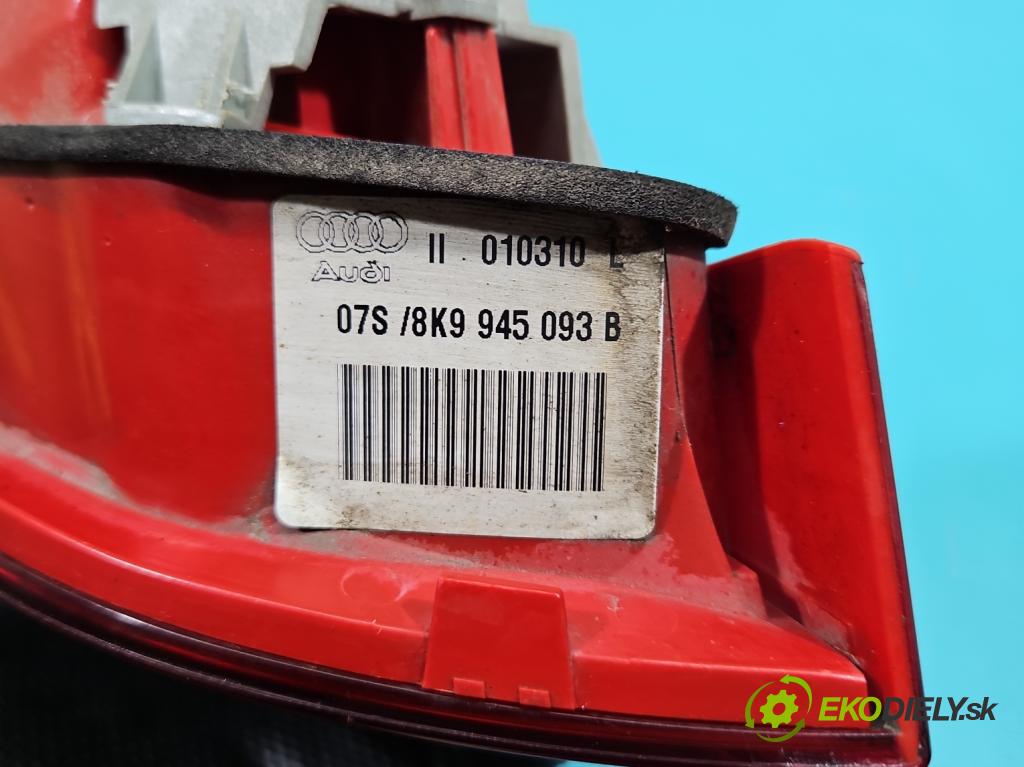 II 010310 L
Audi
07S /8K9 945 093 B
EKODIELY.sk